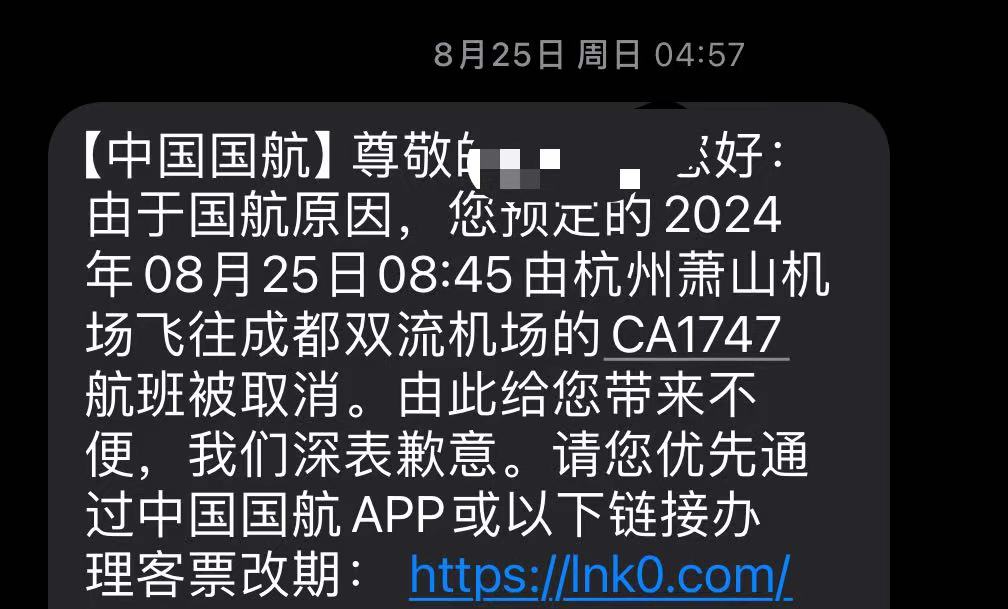 8月25日 周日 04:57
【中国国航】尊敬的 您好：
由于国航原因，您预定的2024
年08月25日08:45由杭州萧山机
场飞往成都双流机场的CA1747
航班被取消。由此给您带来不
便，我们深表歉意。请您优先通
过中国国航APP或以下链接办
理客票改期： https://lnk0.com/